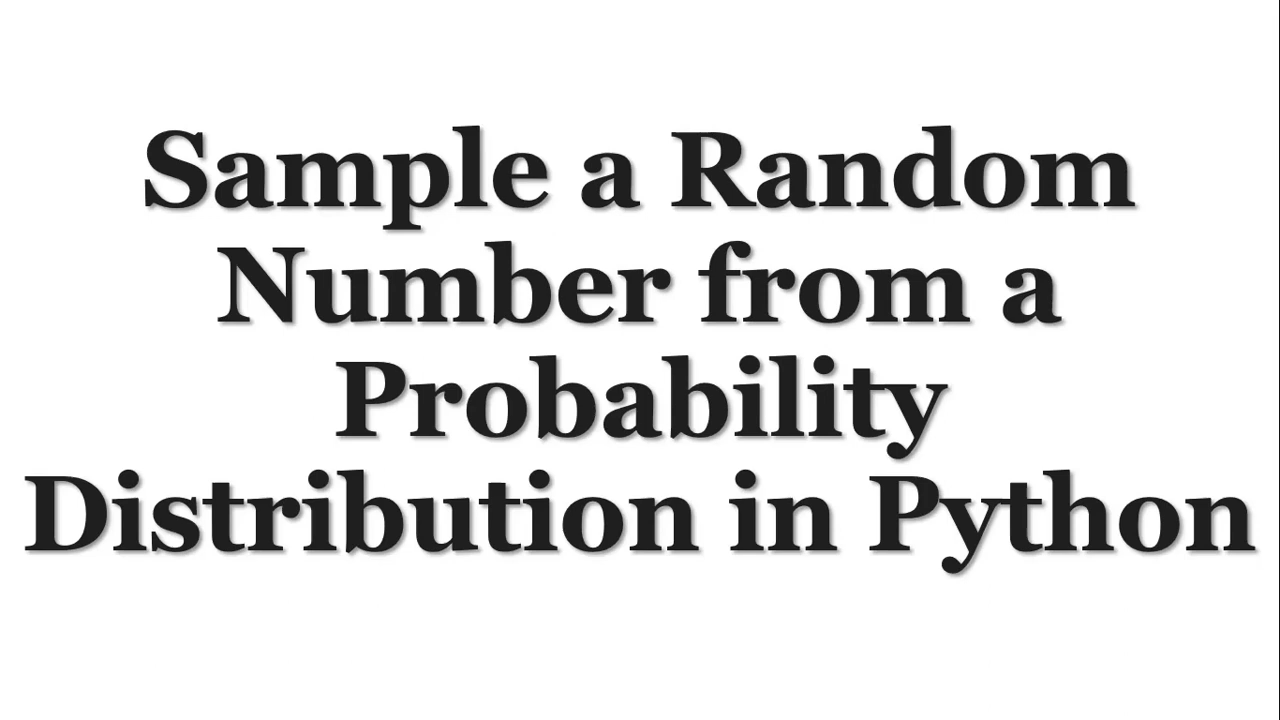 Sample a Random
Number from a
Probability
Distribution in Python